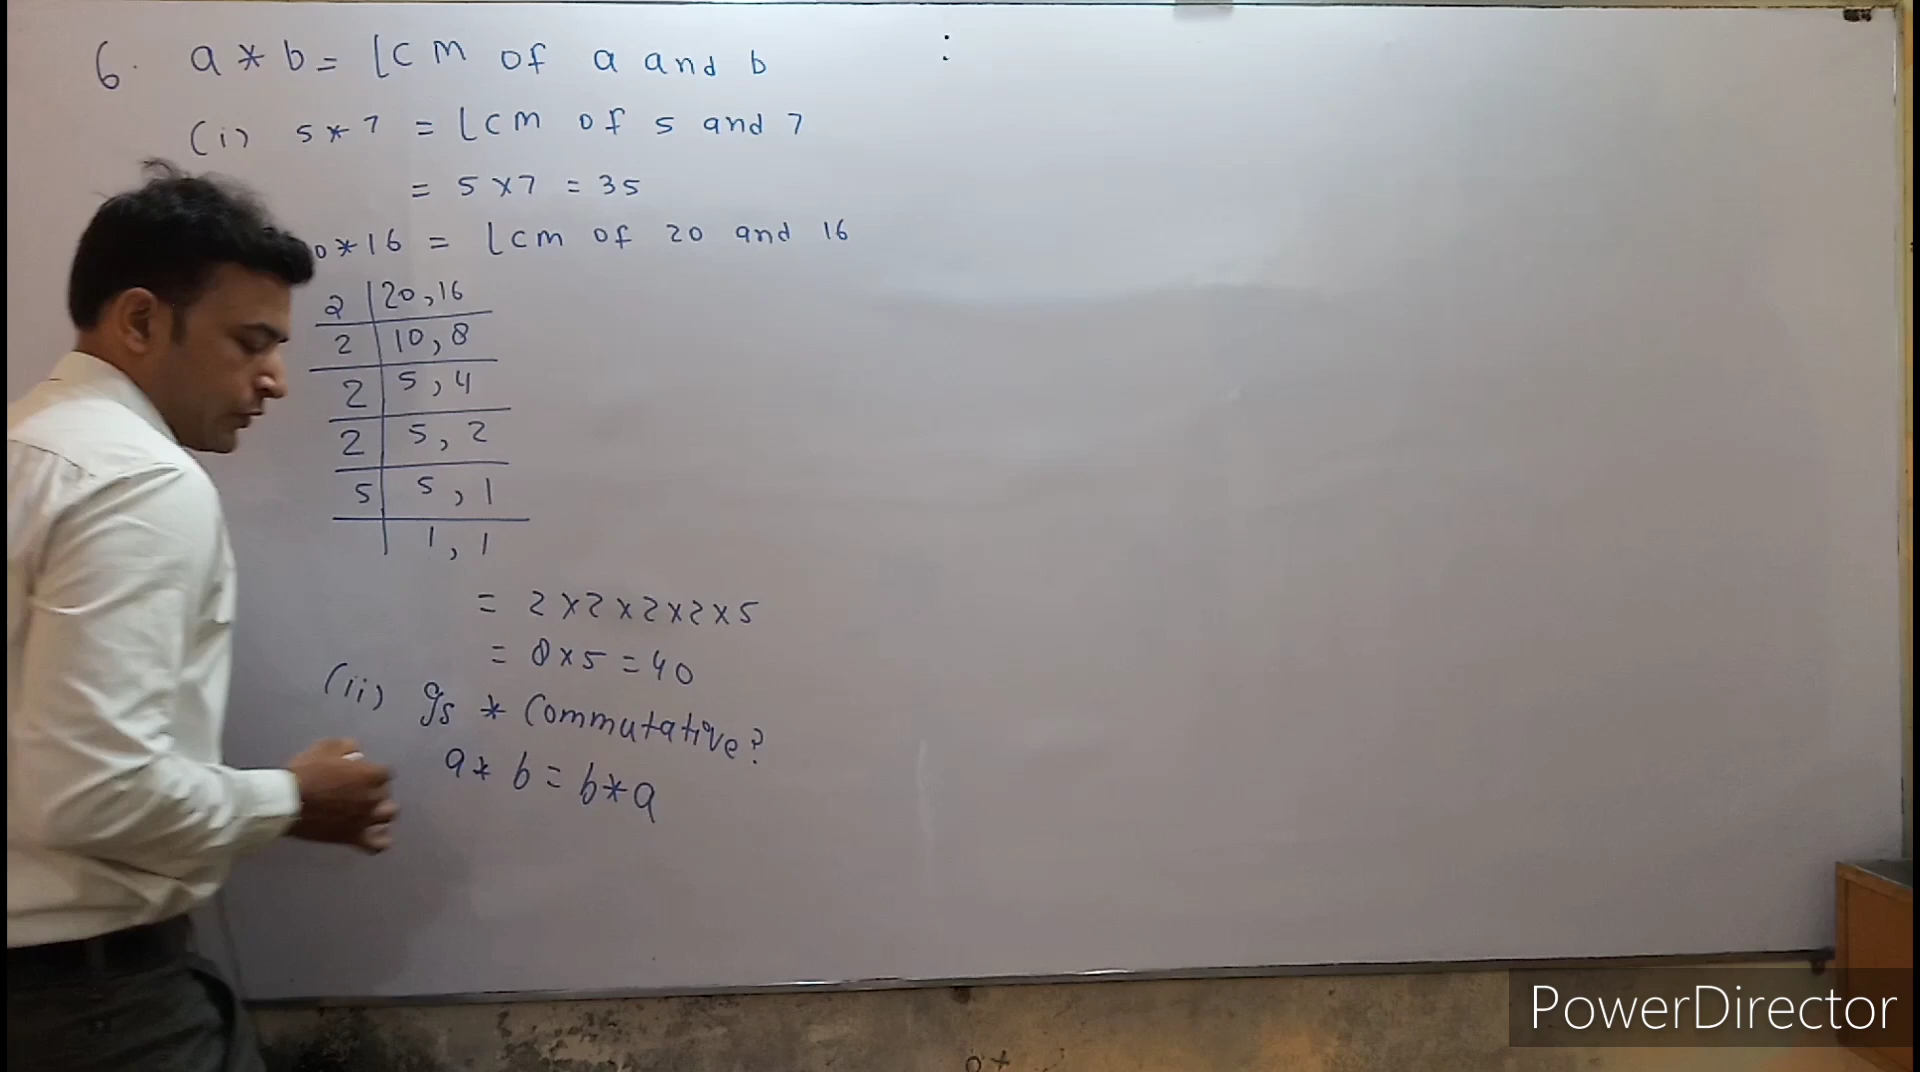 6. a * b = lcm of a and b
:
(i) 5 * 7 = lcm of 5 and 7
= 5 × 7 = 35
0 * 16 = lcm of 20 and 16
2 | 20, 16
2 | 10, 8
2 | 5, 4
2 | 5, 2
5 | 5, 1
1, 1
= 2 × 2 × 2 × 2 × 5
= 8 × 5 = 40
(ii) Is * Commutative?
a * b = b * a
PowerDirector